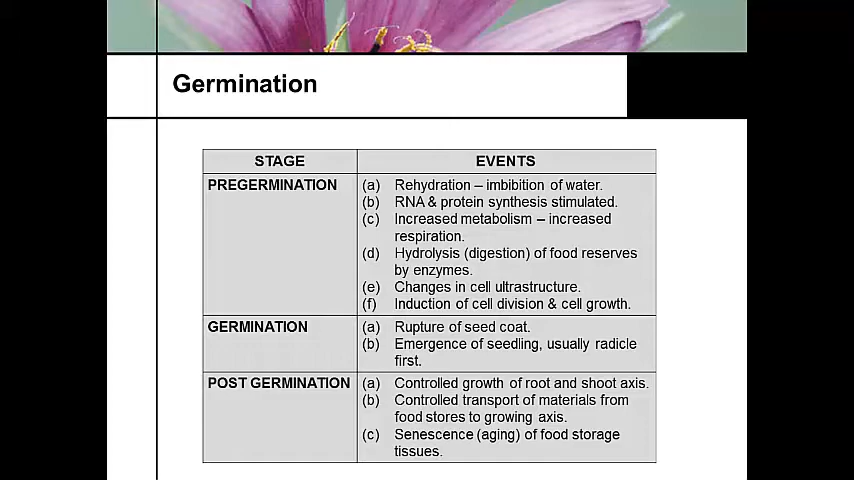 Germination
STAGE EVENTS
PREGERMINATION (a) Rehydration – imbibition of water.
(b) RNA & protein synthesis stimulated.
(c) Increased metabolism – increased
respiration.
(d) Hydrolysis (digestion) of food reserves
by enzymes.
(e) Changes in cell ultrastructure.
(f) Induction of cell division & cell growth.
GERMINATION (a) Rupture of seed coat.
(b) Emergence of seedling, usually radicle
first.
POST GERMINATION (a) Controlled growth of root and shoot axis.
(b) Controlled transport of materials from
food stores to growing axis.
(c) Senescence (aging) of food storage
tissues.